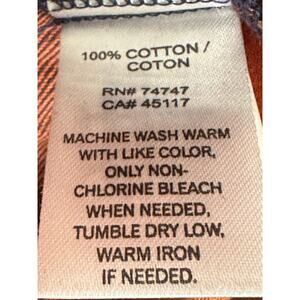 100% COTTON /
COTON
RN# 74747
CA# 45117
MACHINE WASH WARM
WITH LIKE COLOR,
ONLY NON-
CHLORINE BLEACH
WHEN NEEDED,
TUMBLE DRY LOW,
WARM IRON
IF NEEDED.